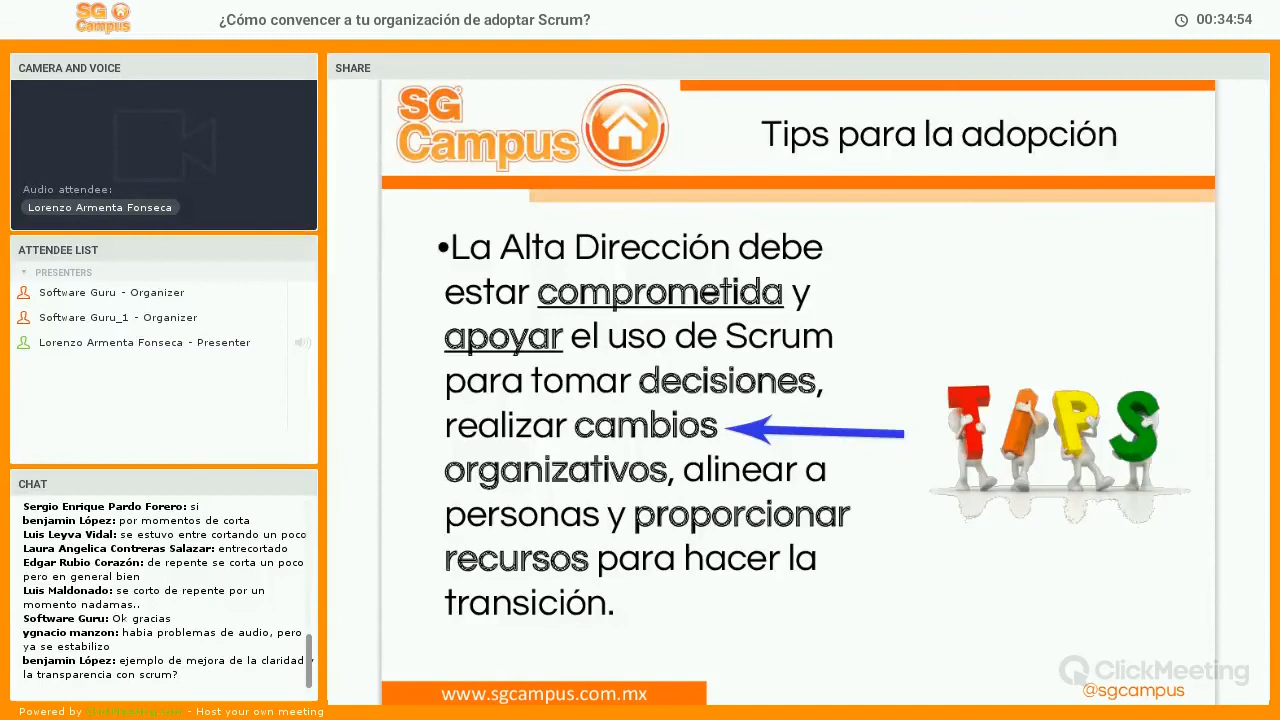 SG
Campus
¿Cómo convencer a tu organización de adoptar Scrum?
00:34:54
CAMERA AND VOICE
Audio attendee:
Lorenzo Armenta Fonseca
ATTENDEE LIST
PRESENTERS
Software Guru - Organizer
Software Guru_1 - Organizer
Lorenzo Armenta Fonseca - Presenter
CHAT
Sergio Enrique Pardo Forero: si
benjamin López: por momentos de corta
Luis Leyva Vidal: se estuvo entre cortando un poco
Laura Angelica Contreras Salazar: entrecortado
Edgar Rubio Corazón: de repente se corta un poco
pero en general bien
Luis Maldonado: se corto de repente por un
momento nadamas..
Software Guru: Ok gracias
ygnacio manzon: habia problemas de audio, pero
ya se estabilizo
benjamin López: ejemplo de mejora de la claridad y
la transparencia con scrum?
Powered by - Host your own meeting
SHARE
SG
Campus
Tips para la adopción
•La Alta Dirección debe
estar comprometida y
apoyar el uso de Scrum
para tomar decisiones,
realizar cambios
organizativos, alinear a
personas y proporcionar
recursos para hacer la
transición.
TIPS
ClickMeeting
@sgcampus
www.sgcampus.com.mx